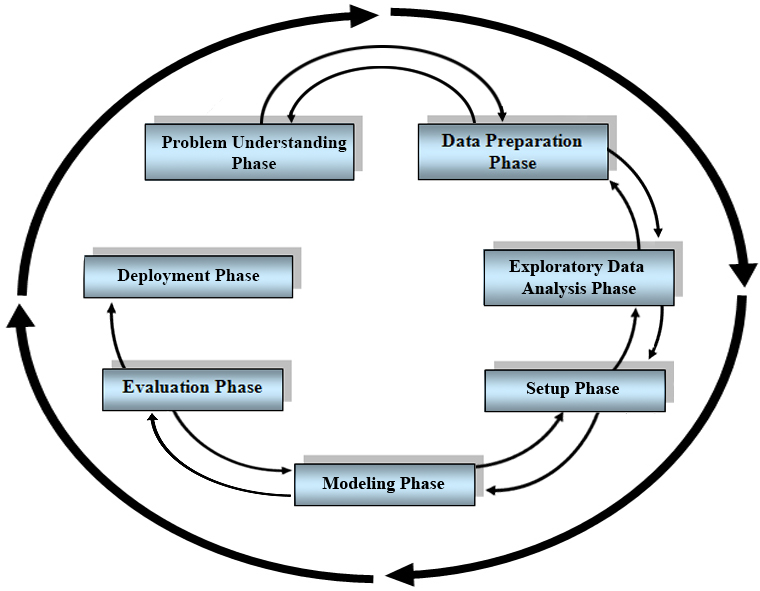 Problem Understanding
Phase
Data Preparation
Phase
Exploratory Data
Analysis Phase
Setup Phase
Modeling Phase
Evaluation Phase
Deployment Phase